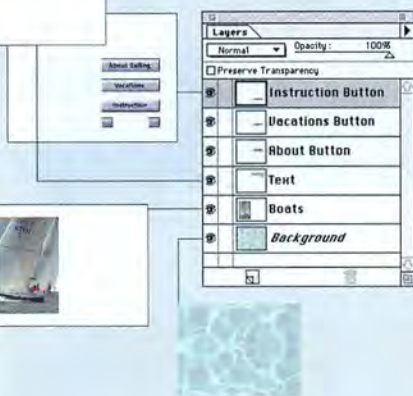 About Sailing
Vacations
Instruction
Layers
Normal
Opacity: 100%
Preserve Transparency
Instruction Button
Vacations Button
About Button
Text
Boats
Background